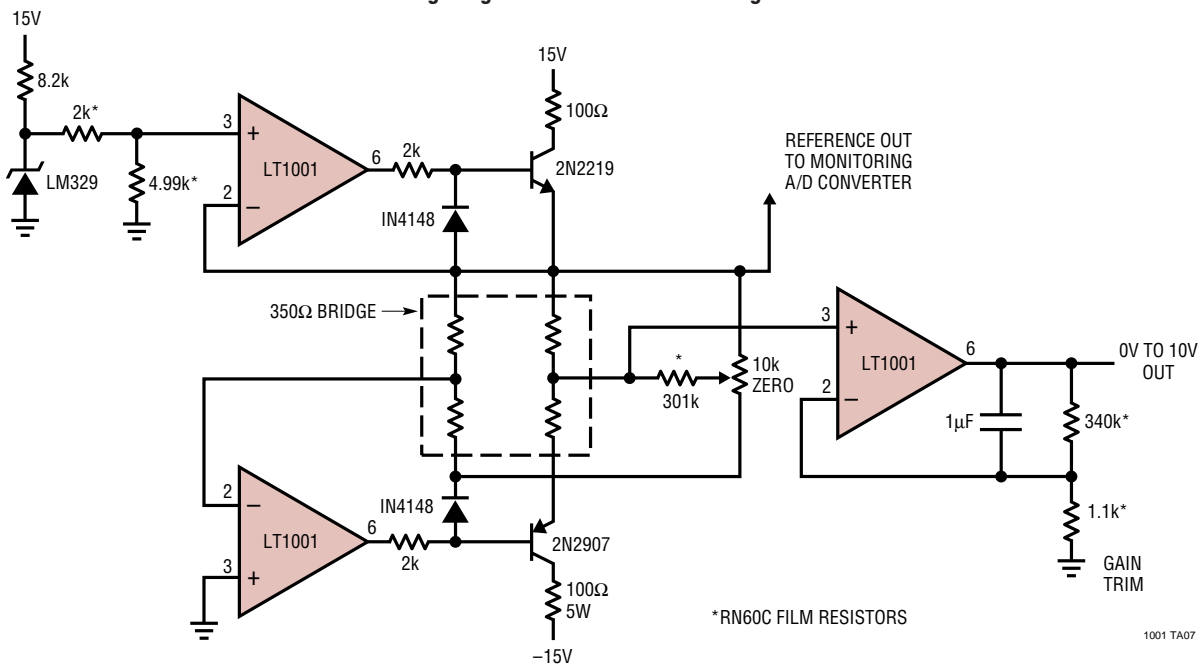 15V
8.2k
2k*
LM329
4.99k*
3
+
2
–
LT1001
6
2k
IN4148
15V
100Ω
2N2219
REFERENCE OUT
TO MONITORING
A/D CONVERTER
350Ω BRIDGE
*
301k
10k
ZERO
3
+
2
–
LT1001
6
0V TO 10V
OUT
1µF
340k*
1.1k*
GAIN
TRIM
2
–
3
+
LT1001
6
2k
IN4148
2N2907
100Ω
5W
–15V
*RN60C FILM RESISTORS
1001 TA07